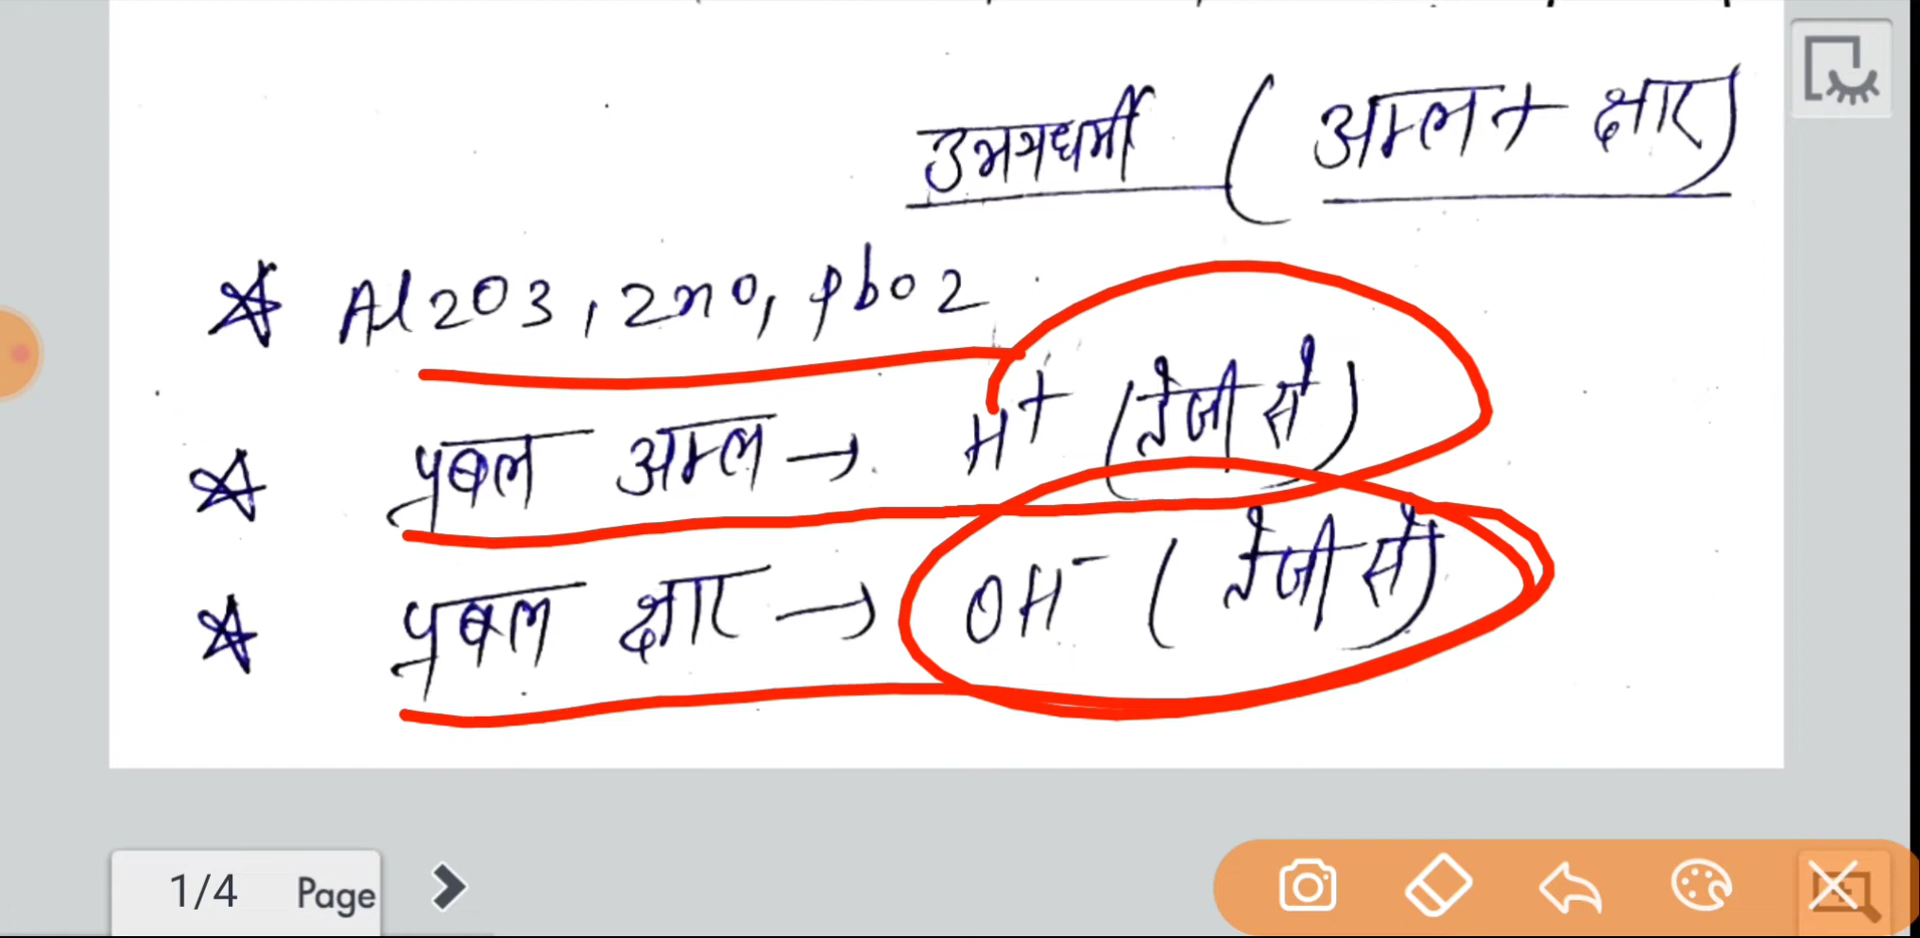 उभयधर्मी (अम्ल + क्षार)
☆ Al2O3, ZnO, pbo2
☆ प्रबल अम्ल → H+ (तेजी से)
☆ प्रबल क्षार → OH- (तेजी से)
1/4 Page